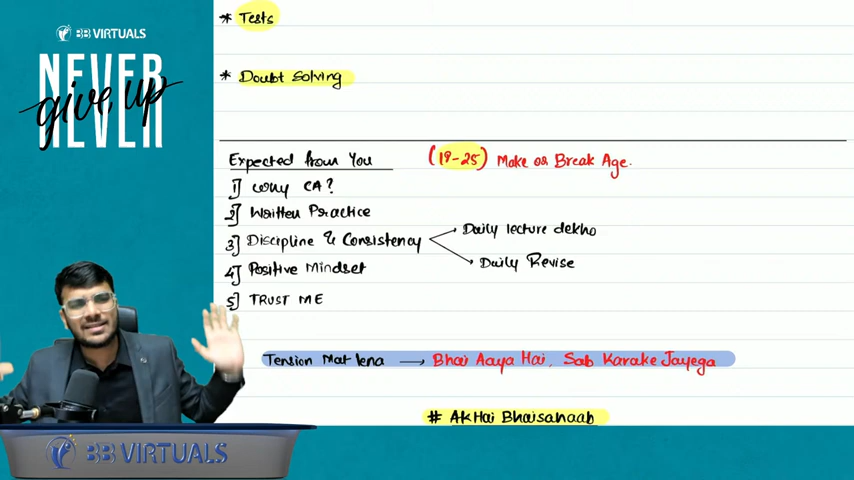 BB VIRTUALS
NEVER
give up
NEVER
* Tests
* Doubt Solving
Expected from You (19-25) Make or Break Age.
1] Why CA?
2] Written Practice
3] Discipline & Consistency
Daily lecture dekho
Daily Revise
4] Positive Mindset
5] TRUST ME
Tension Mat lena → Bhai Aaya Hai, Sab Karake Jayega
# AKHai Bhaisahaab
BB VIRTUALS